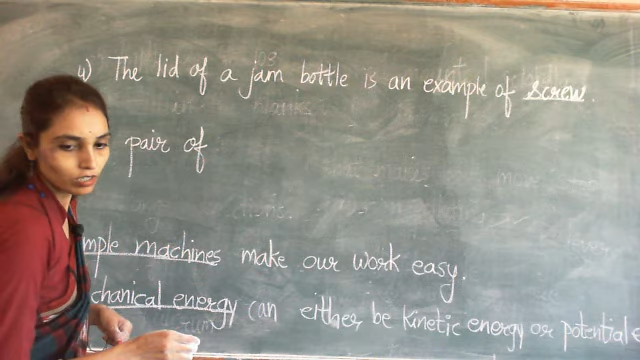 4) The lid of a jam bottle is an example of screw.
pair of
mple machines make our work easy.
chanical energy can either be kinetic energy or potential e